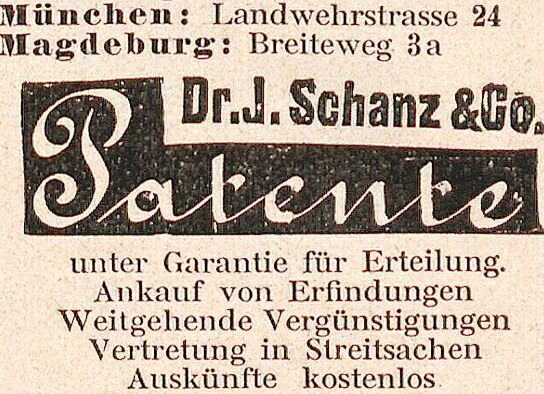 München: Landwehrstrasse 24
Magdeburg: Breiteweg 3a
Dr. J. Schanz & Co.
Patente
unter Garantie für Erteilung.
Ankauf von Erfindungen
Weitgehende Vergünstigungen
Vertretung in Streitsachen
Auskünfte kostenlos